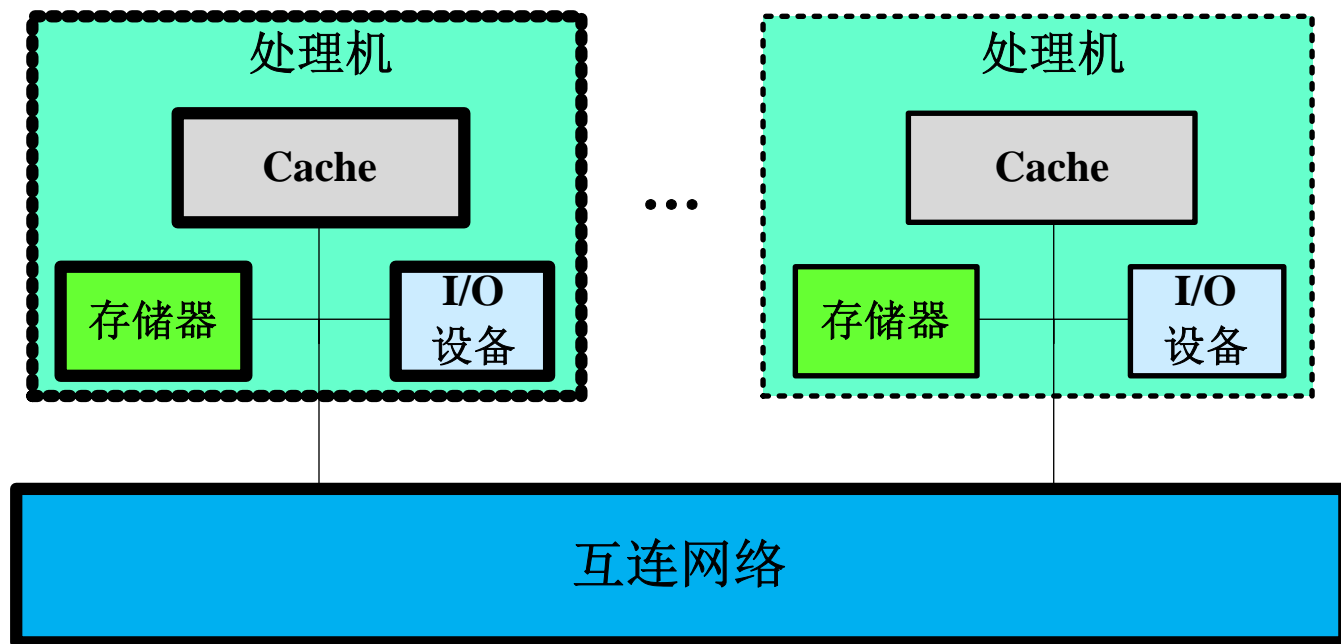 处理机
Cache
存储器
I/O
设备
...
处理机
Cache
存储器
I/O
设备
互连网络